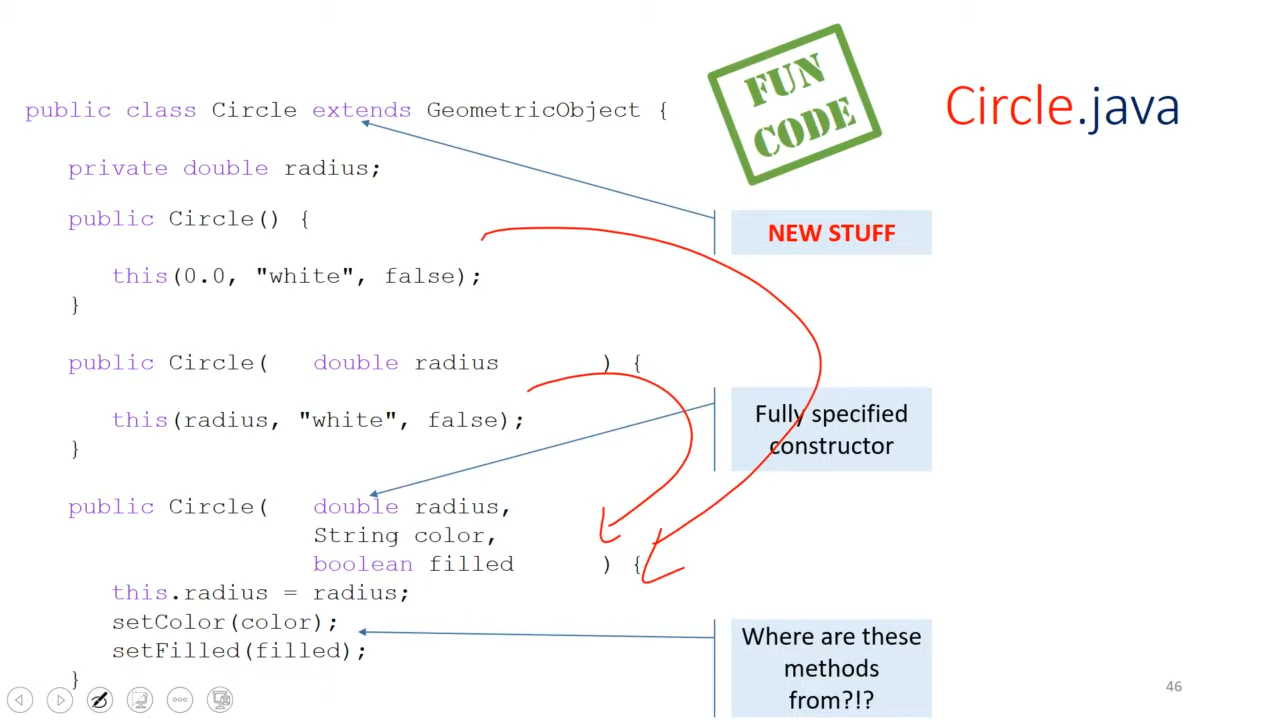 FUN
CODE
Circle.java
public class Circle extends GeometricObject {
private double radius;
public Circle() {
this(0.0, "white", false);
}
public Circle( double radius ) {
this(radius, "white", false);
}
public Circle( double radius,
String color,
boolean filled ) {
this.radius = radius;
setColor(color);
setFilled(filled);
}
NEW STUFF
Fully specified
constructor
Where are these
methods
from?!?
46